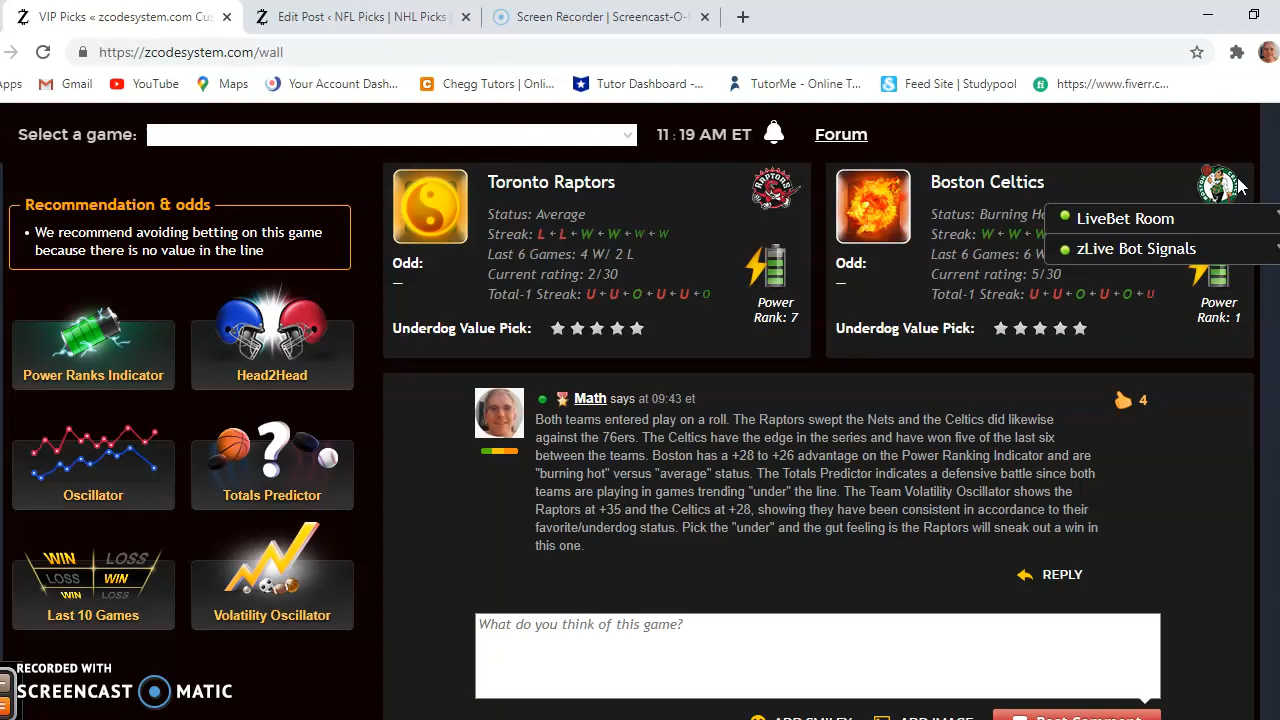 VIP Picks « zcodesystem.com Cus
Edit Post ‹ NFL Picks | NHL Picks |
Screen Recorder | Screencast-O-
https://zcodesystem.com/wall
Apps
Gmail
YouTube
Maps
Your Account Dash...
Chegg Tutors | Onli...
Tutor Dashboard -...
TutorMe - Online T...
Feed Site | Studypool
https://www.fiverr.c...
Select a game:
11:19 AM ET
Forum
Recommendation & odds
• We recommend avoiding betting on this game
because there is no value in the line
Power Ranks Indicator
Head2Head
Oscillator
Totals Predictor
WIN LOSS
LOSS WIN
WIN LOSS
Last 10 Games
Volatility Oscillator
RECORDED WITH
SCREENCAST MATIC
Toronto Raptors
RAPTORS
Status: Average
Streak: L ← L ← W ← W ← W ← W
Odd:
Last 6 Games: 4 W/ 2 L
—
Current rating: 2/30
Total-1 Streak: U ← U ← O ← U ← U ← O
Power
Rank: 7
Underdog Value Pick:
Boston Celtics
Status: Burning Ho
LiveBet Room
Streak: W ← W ← W
zLive Bot Signals
Odd:
Last 6 Games: 6 W
—
Current rating: 5/30
Total-1 Streak: U ← U ← O ← U ← O ← U
Power
Rank: 1
Underdog Value Pick:
Math says at 09:43 et
4
Both teams entered play on a roll. The Raptors swept the Nets and the Celtics did likewise
against the 76ers. The Celtics have the edge in the series and have won five of the last six
between the teams. Boston has a +28 to +26 advantage on the Power Ranking Indicator and are
"burning hot" versus "average" status. The Totals Predictor indicates a defensive battle since both
teams are playing in games trending "under" the line. The Team Volatility Oscillator shows the
Raptors at +35 and the Celtics at +28, showing they have been consistent in accordance to their
favorite/underdog status. Pick the "under" and the gut feeling is the Raptors will sneak out a win in
this one.
REPLY
What do you think of this game?
ADD SMILEY
ADD IMAGE
Post Comment